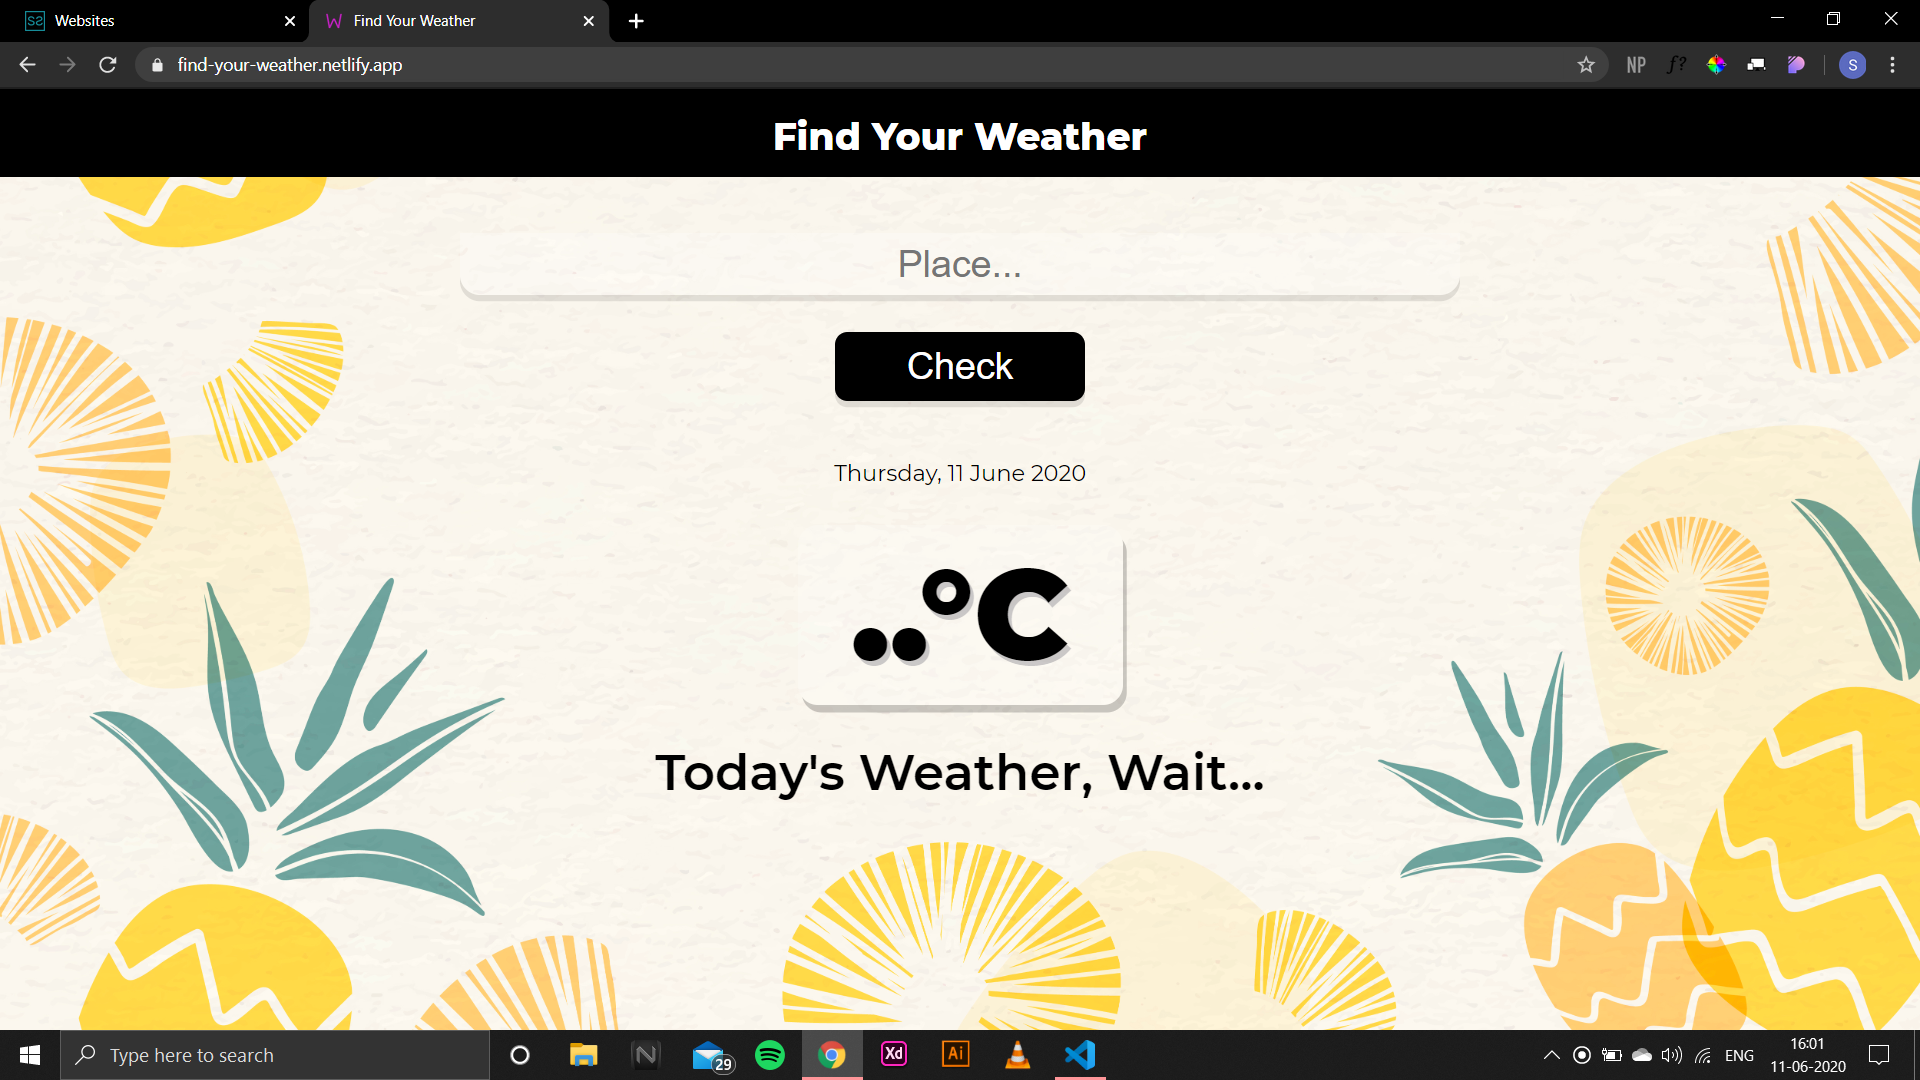 Websites
Find Your Weather
find-your-weather.netlify.app
NP
f?
S
Find Your Weather
Place...
Check
Thursday, 11 June 2020
..°C
Today's Weather, Wait...
Type here to search
N
29
Xd
Ai
ENG
16:01
11-06-2020